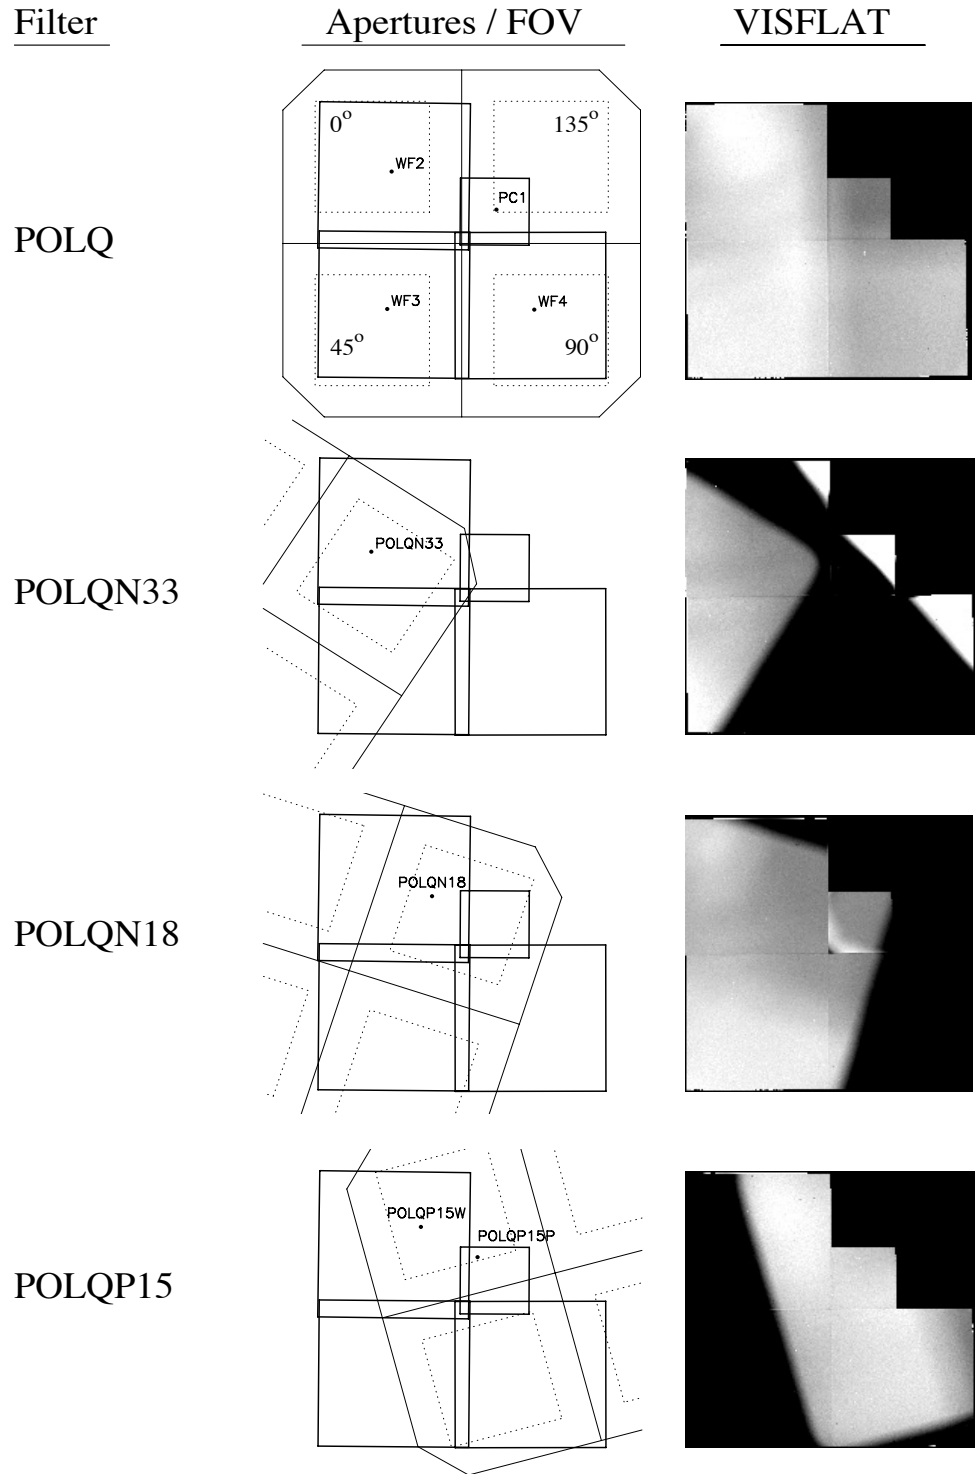 Filter Apertures / FOV VISFLAT
0° 135°
WF2
PC1
POLQ
WF3 WF4
45° 90°
POLQN33
POLQN33
POLQN18
POLQN18
POLQP15W
POLQP15P
POLQP15